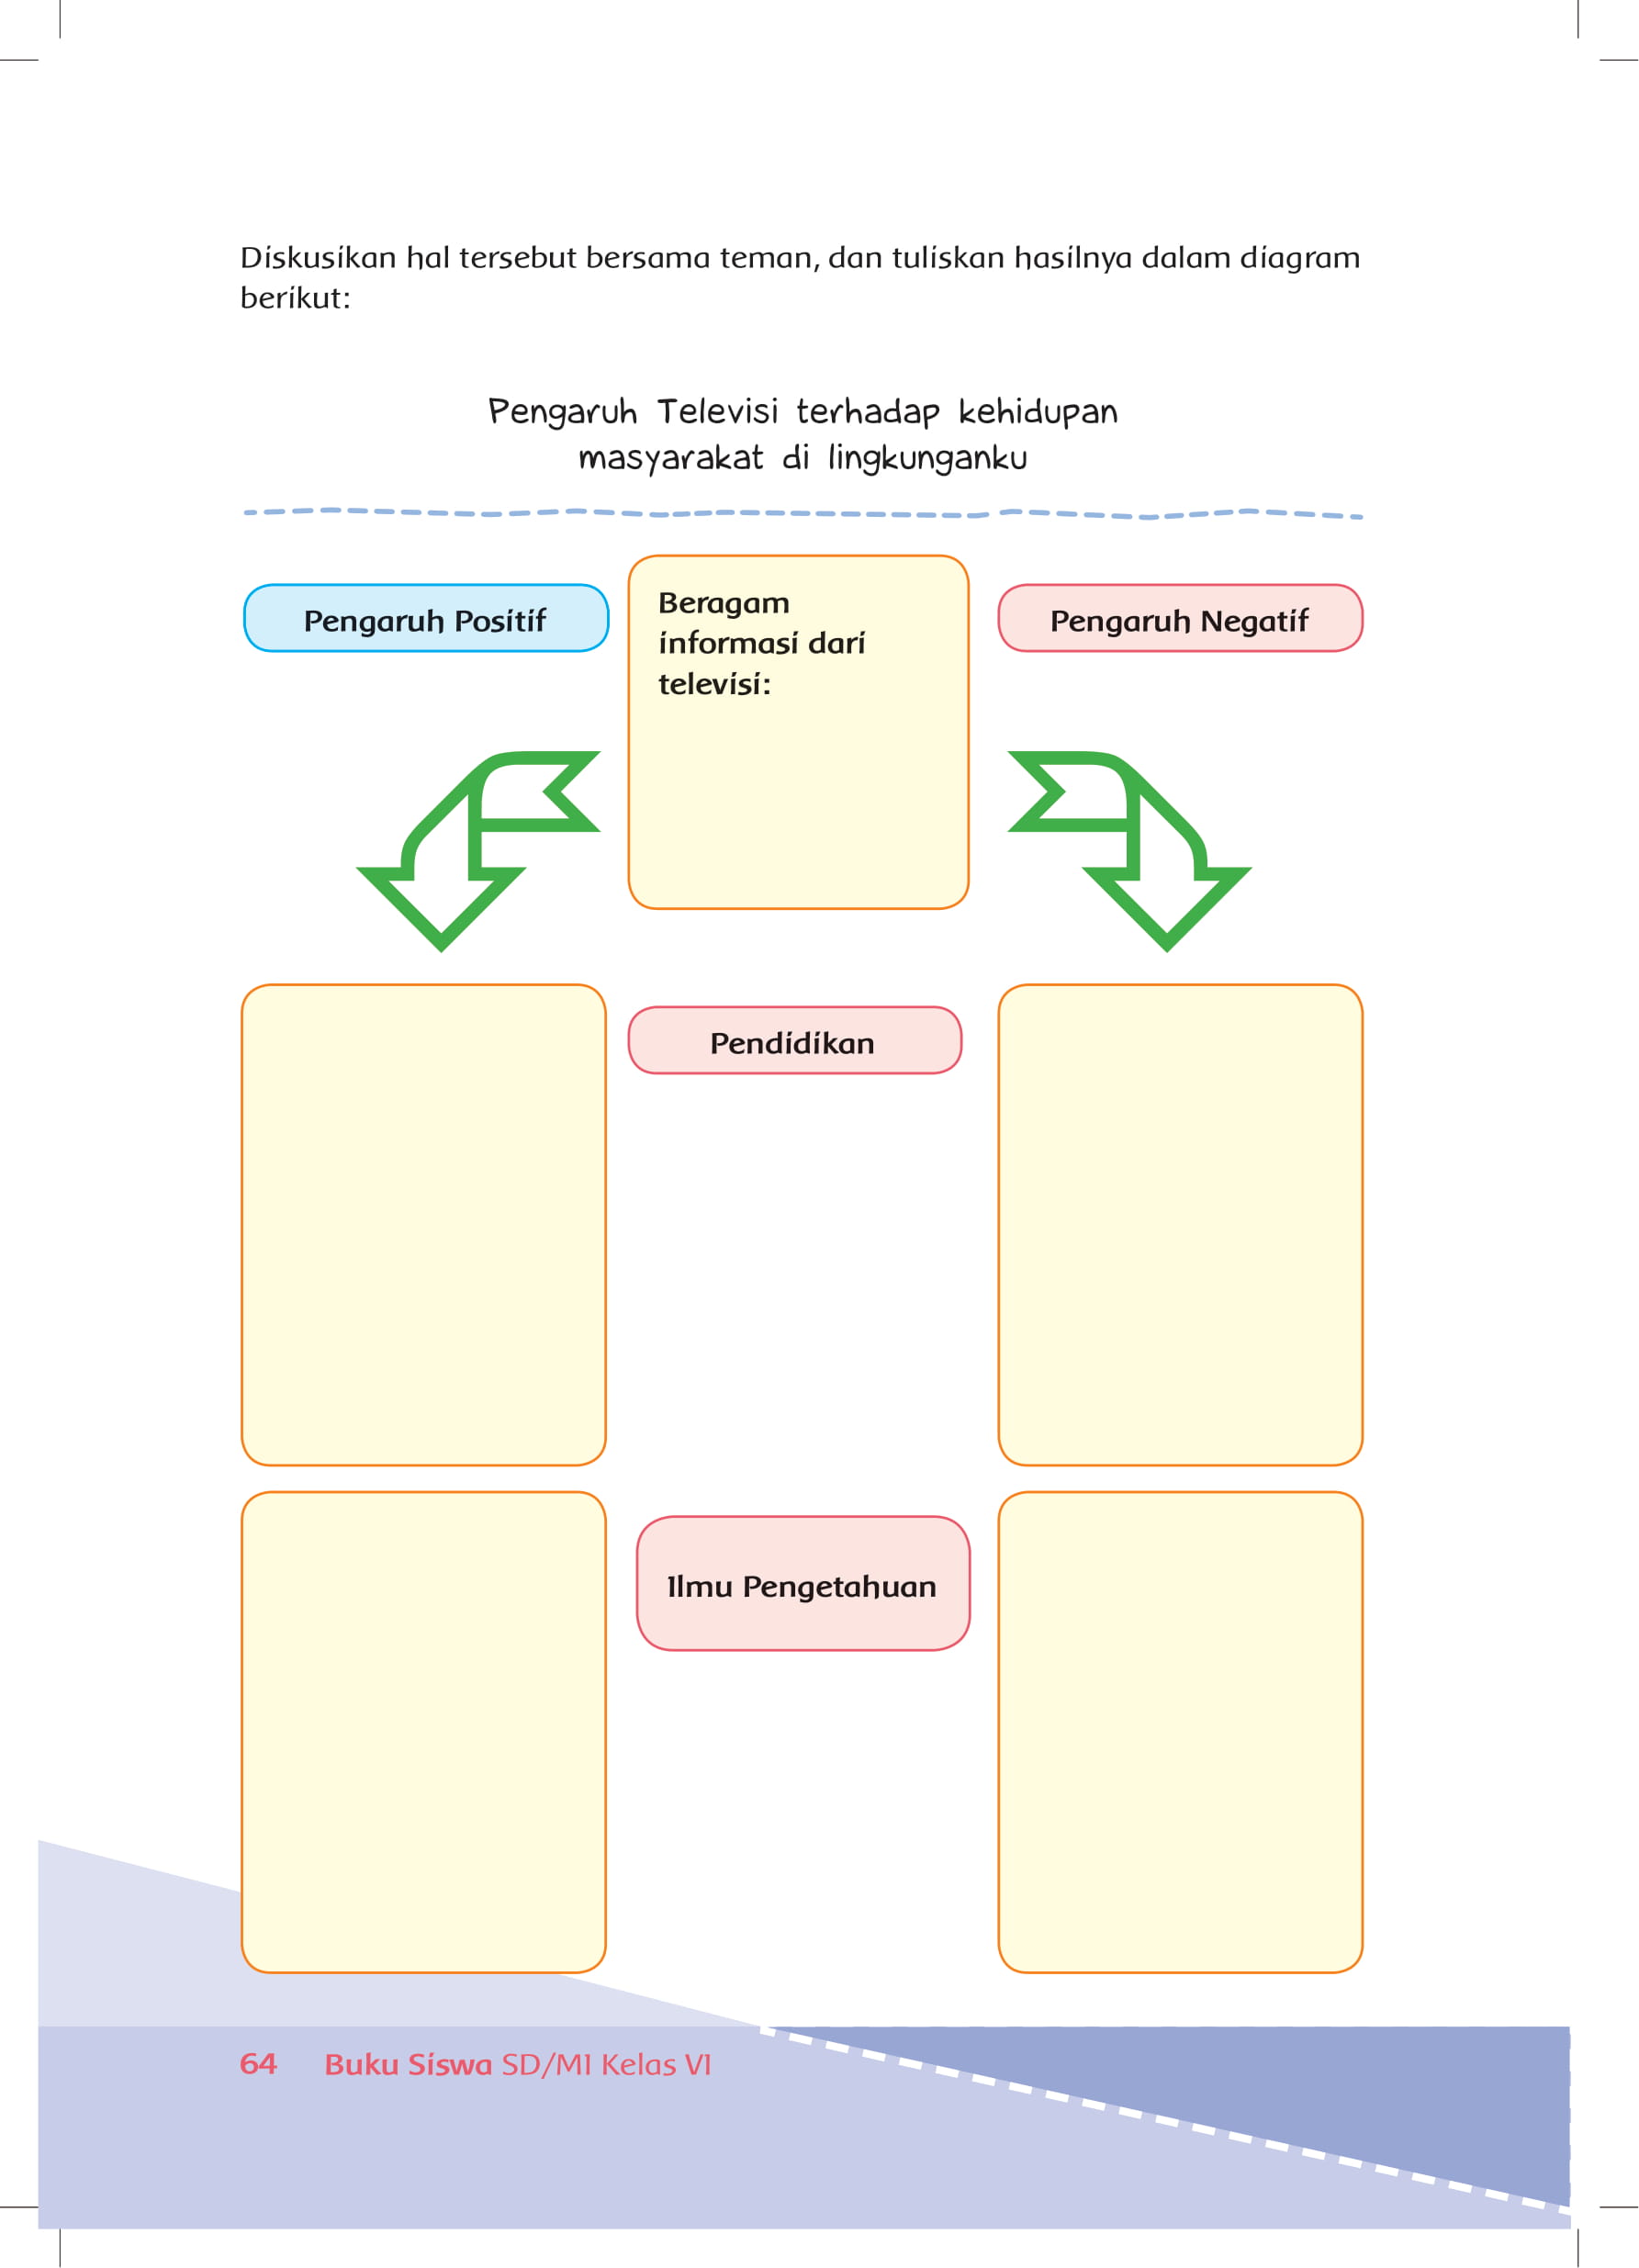 Diskusikan hal tersebut bersama teman, dan tuliskan hasilnya dalam diagram
berikut:
Pengaruh Televisi terhadap kehidupan
masyarakat di lingkunganku
Pengaruh Positif
Beragam
informasi dari
televisi:
Pengaruh Negatif
Pendidikan
Ilmu Pengetahuan
64 Buku Siswa SD/MI Kelas VI